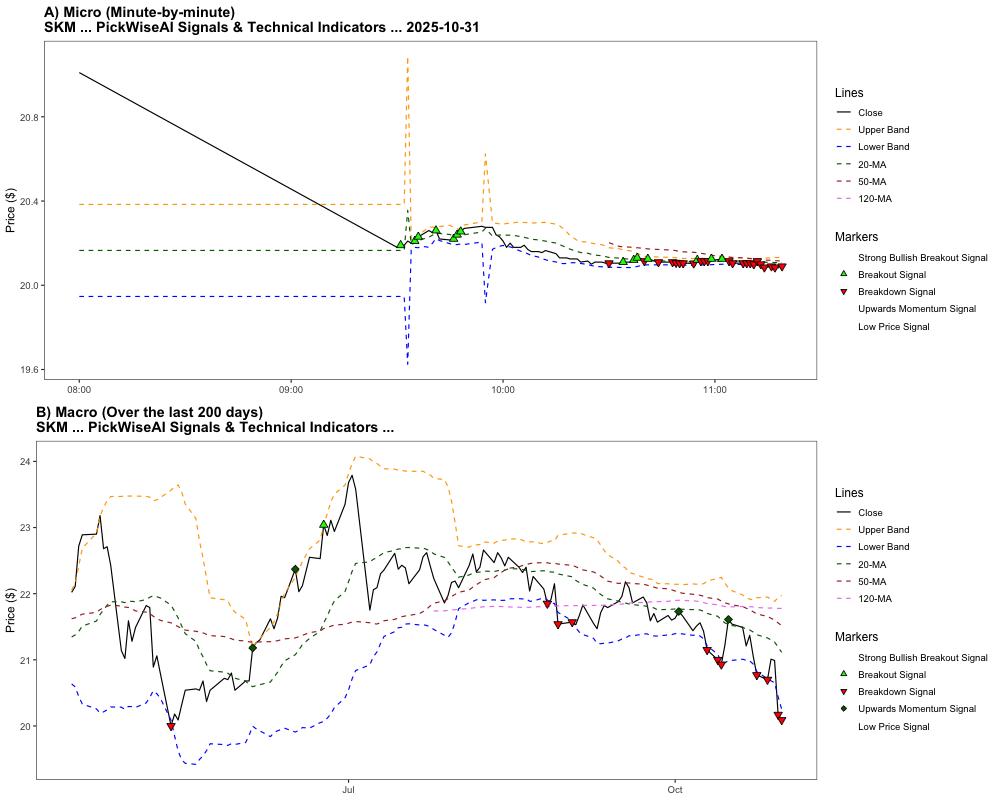 A) Micro (Minute-by-minute)
SKM ... PickWiseAI Signals & Technical Indicators ... 2025-10-31
Price ($)
20.8
20.4
20.0
19.6
08:00
09:00
10:00
11:00
Lines
Close
Upper Band
Lower Band
20-MA
50-MA
120-MA
Markers
Strong Bullish Breakout Signal
Breakout Signal
Breakdown Signal
Upwards Momentum Signal
Low Price Signal
B) Macro (Over the last 200 days)
SKM ... PickWiseAI Signals & Technical Indicators ...
Price ($)
24
23
22
21
20
Jul
Oct
Lines
Close
Upper Band
Lower Band
20-MA
50-MA
120-MA
Markers
Strong Bullish Breakout Signal
Breakout Signal
Breakdown Signal
Upwards Momentum Signal
Low Price Signal